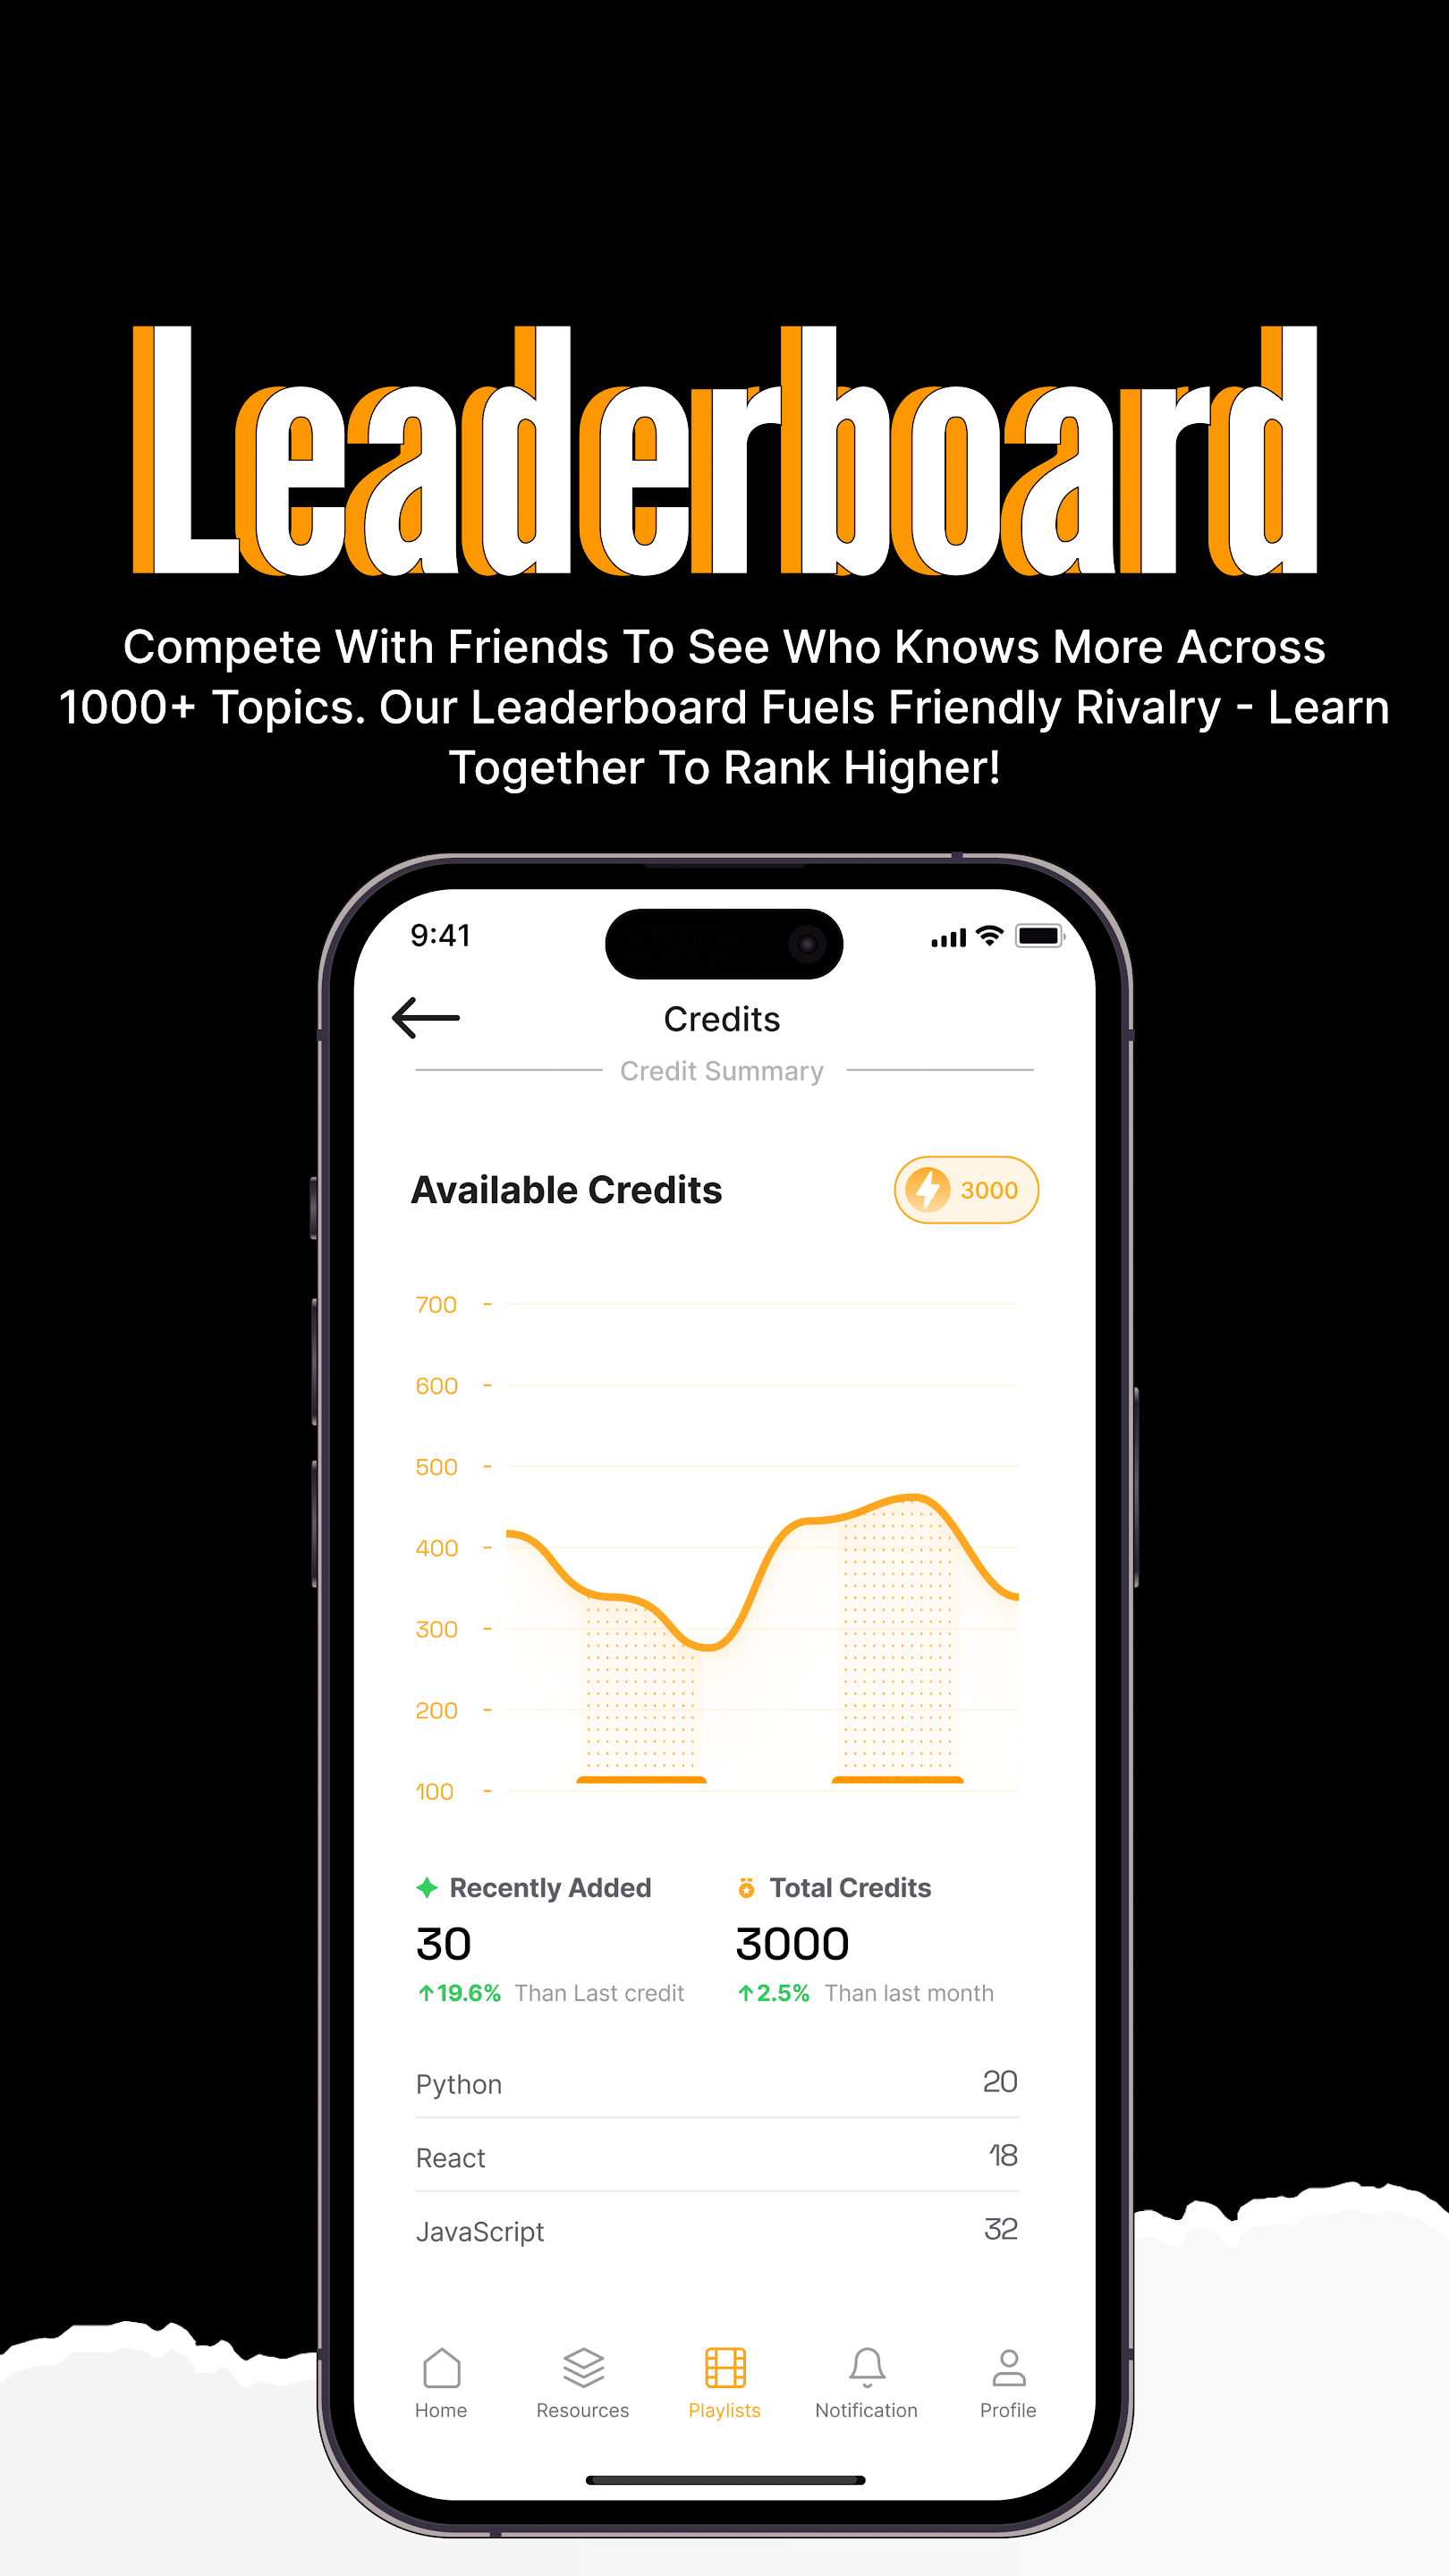 Leaderboard
Compete With Friends To See Who Knows More Across
1000+ Topics. Our Leaderboard Fuels Friendly Rivalry - Learn
Together To Rank Higher!
9:41
Credits
Credit Summary
Available Credits
3000
700
600
500
400
300
200
100
Recently Added
30
↑19.6% Than Last credit
Total Credits
3000
↑2.5% Than last month
Python 20
React 18
JavaScript 32
Home Resources Playlists Notification Profile